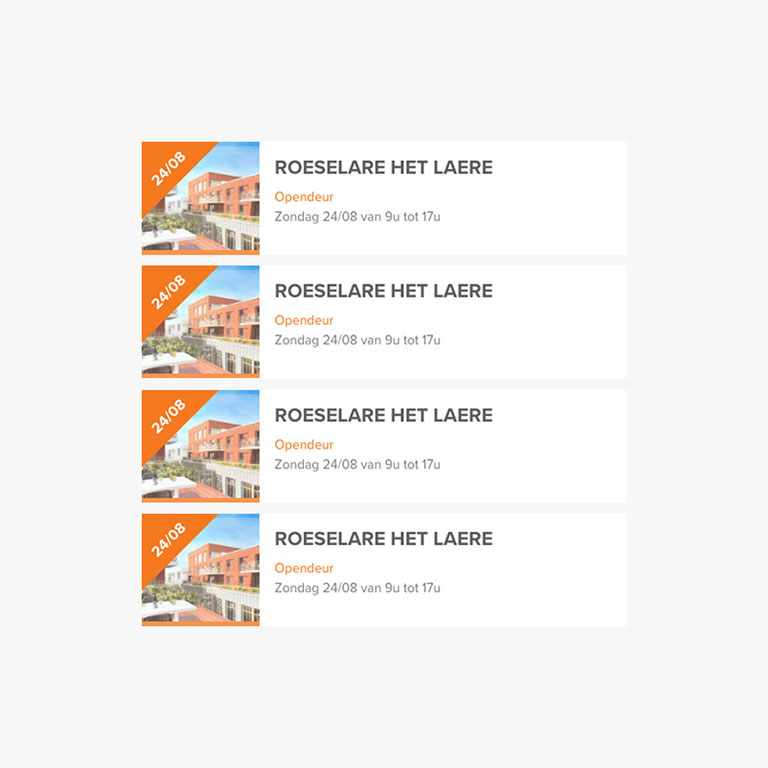 24/08
ROESELARE HET LAERE
Opendeur
Zondag 24/08 van 9u tot 17u
24/08
ROESELARE HET LAERE
Opendeur
Zondag 24/08 van 9u tot 17u
24/08
ROESELARE HET LAERE
Opendeur
Zondag 24/08 van 9u tot 17u
24/08
ROESELARE HET LAERE
Opendeur
Zondag 24/08 van 9u tot 17u